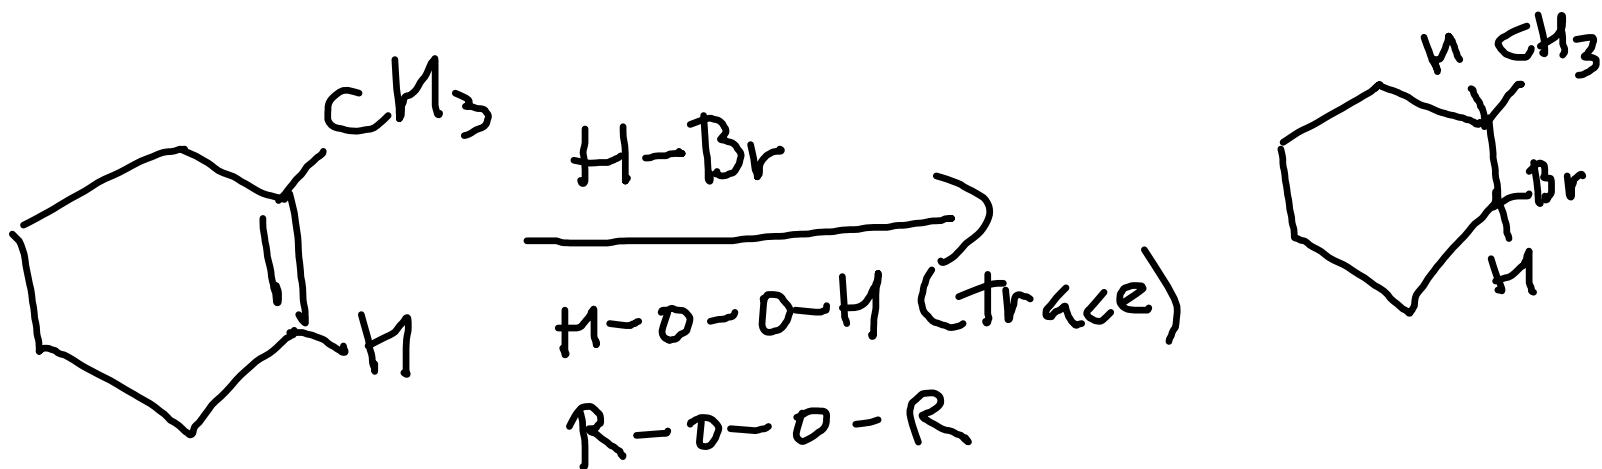 CH3
H
H-Br
H-O-O-H (trace)
R-O-O-R
H CH3
Br
H